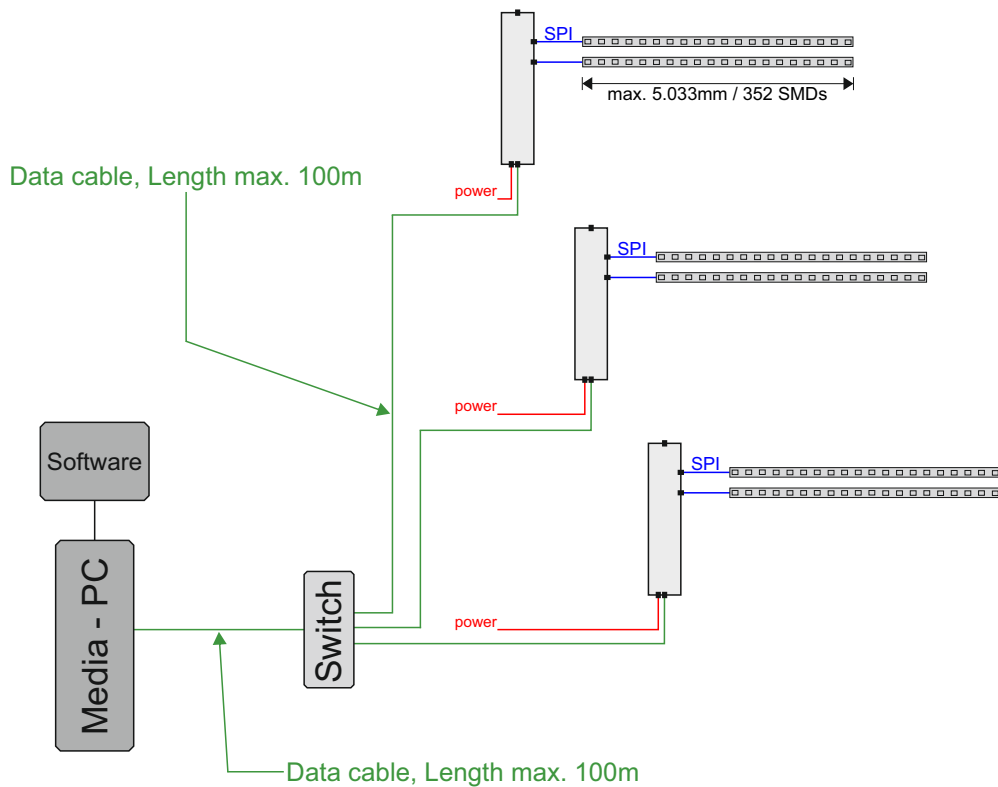 SPI
max. 5.033mm / 352 SMDs
Data cable, Length max. 100m
power
SPI
power
Software
SPI
Media - PC
Switch
power
Data cable, Length max. 100m